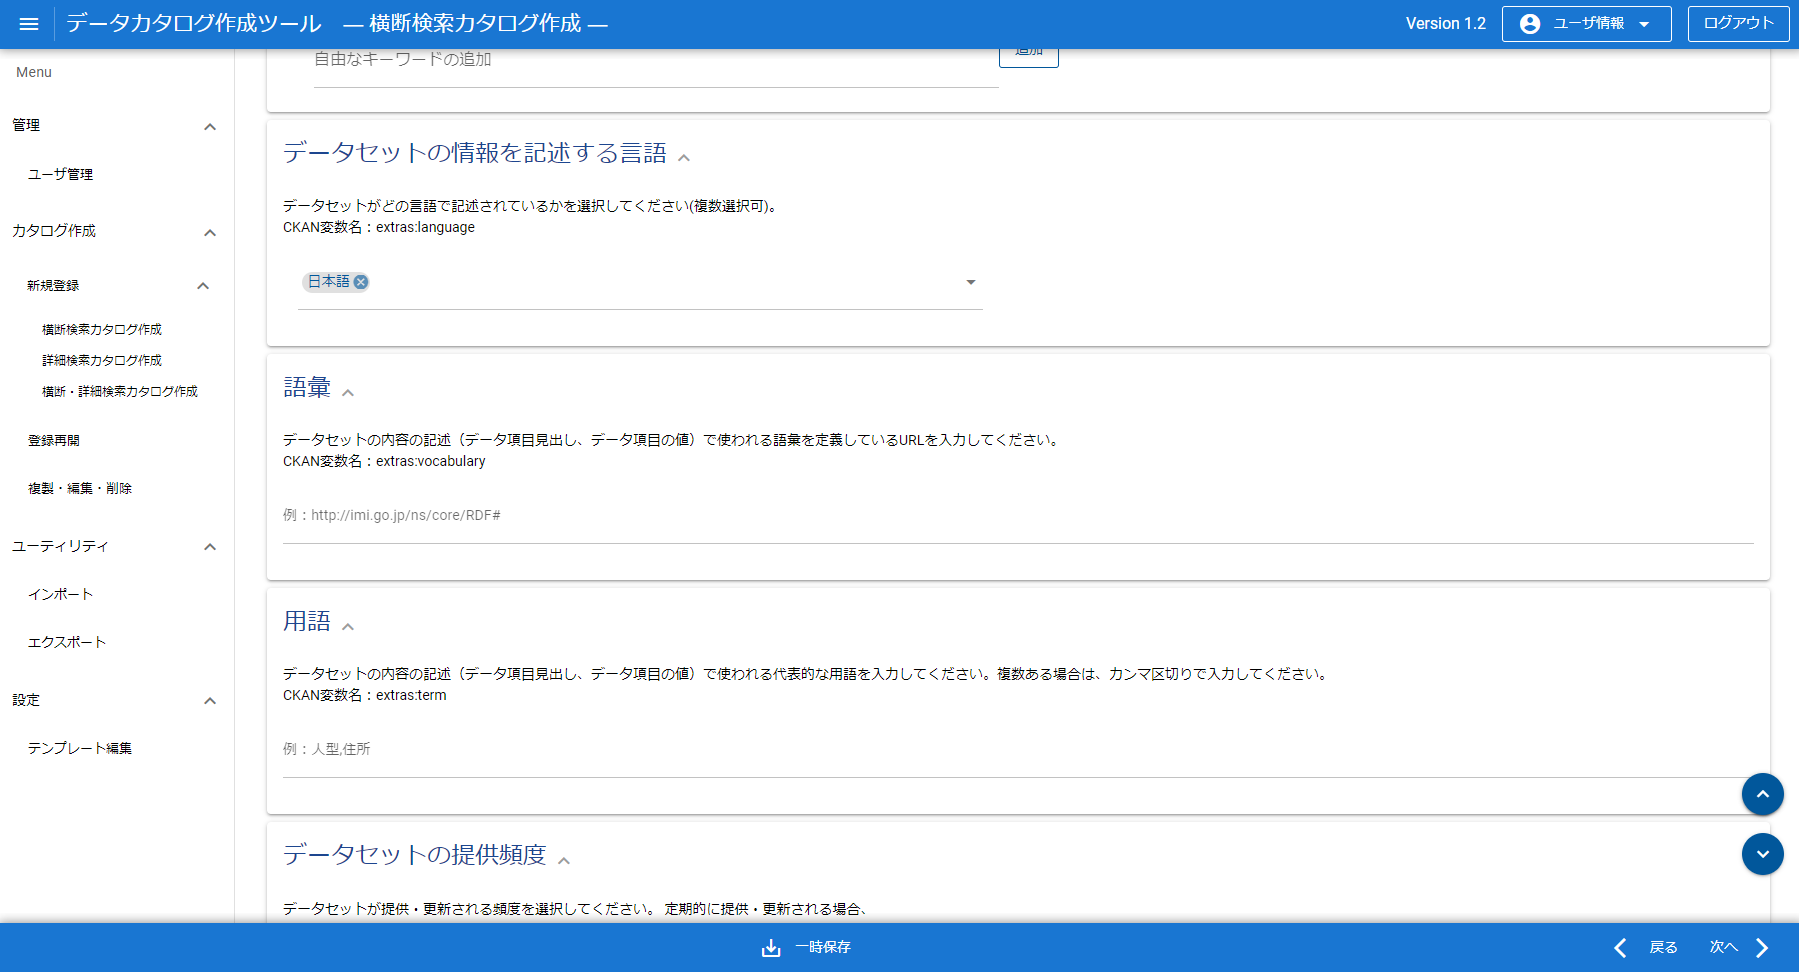 データカタログ作成ツール ― 横断検索カタログ作成 ―
Version 1.2
ユーザ情報
ログアウト
Menu
管理
ユーザ管理
カタログ作成
新規登録
横断検索カタログ作成
詳細検索カタログ作成
横断・詳細検索カタログ作成
登録再開
複製・編集・削除
ユーティリティ
インポート
エクスポート
設定
テンプレート編集
自由なキーワードの追加
追加
データセットの情報を記述する言語
データセットがどの言語で記述されているかを選択してください(複数選択可)。
CKAN変数名：extras:language
日本語
語彙
データセットの内容の記述（データ項目見出し、データ項目の値）で使われる語彙を定義しているURLを入力してください。
CKAN変数名：extras:vocabulary
例：http://imi.go.jp/ns/core/RDF#
用語
データセットの内容の記述（データ項目見出し、データ項目の値）で使われる代表的な用語を入力してください。複数ある場合は、カンマ区切りで入力してください。
CKAN変数名：extras:term
例：人型,住所
データセットの提供頻度
データセットが提供・更新される頻度を選択してください。 定期的に提供・更新される場合、
一時保存
戻る
次へ